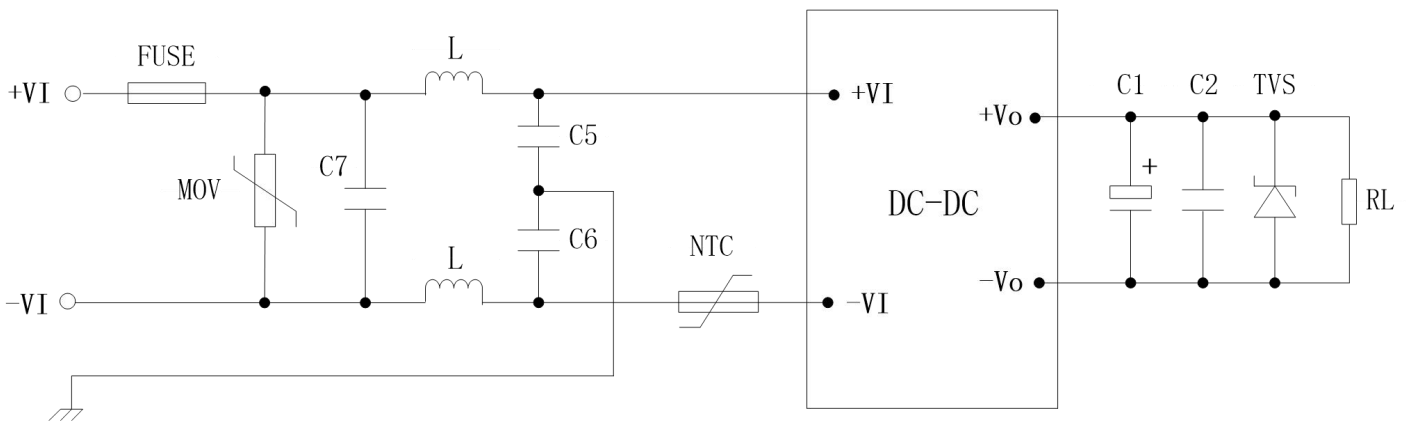 FUSE
L
+VI
MOV
C7
C5
C6
L
-VI
NTC
+VI
-VI
DC-DC
+Vo
-Vo
C1
C2
TVS
+
RL